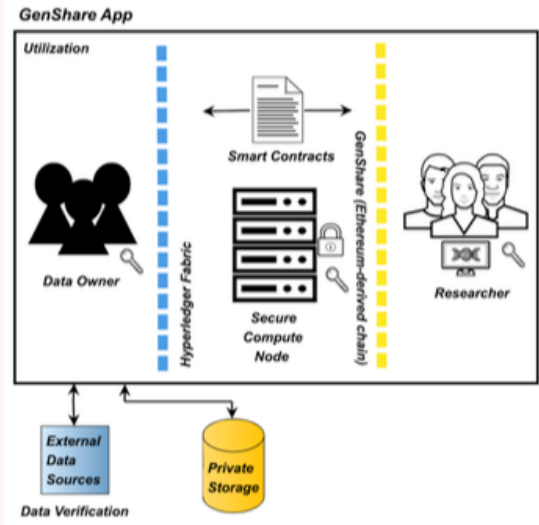 GenShare App
Utilization
Smart Contracts
Hyperledger Fabric
GenShare (Ethereum-derived chain)
Data Owner
Secure
Compute
Node
Researcher
External
Data
Sources
Private
Storage
Data Verification